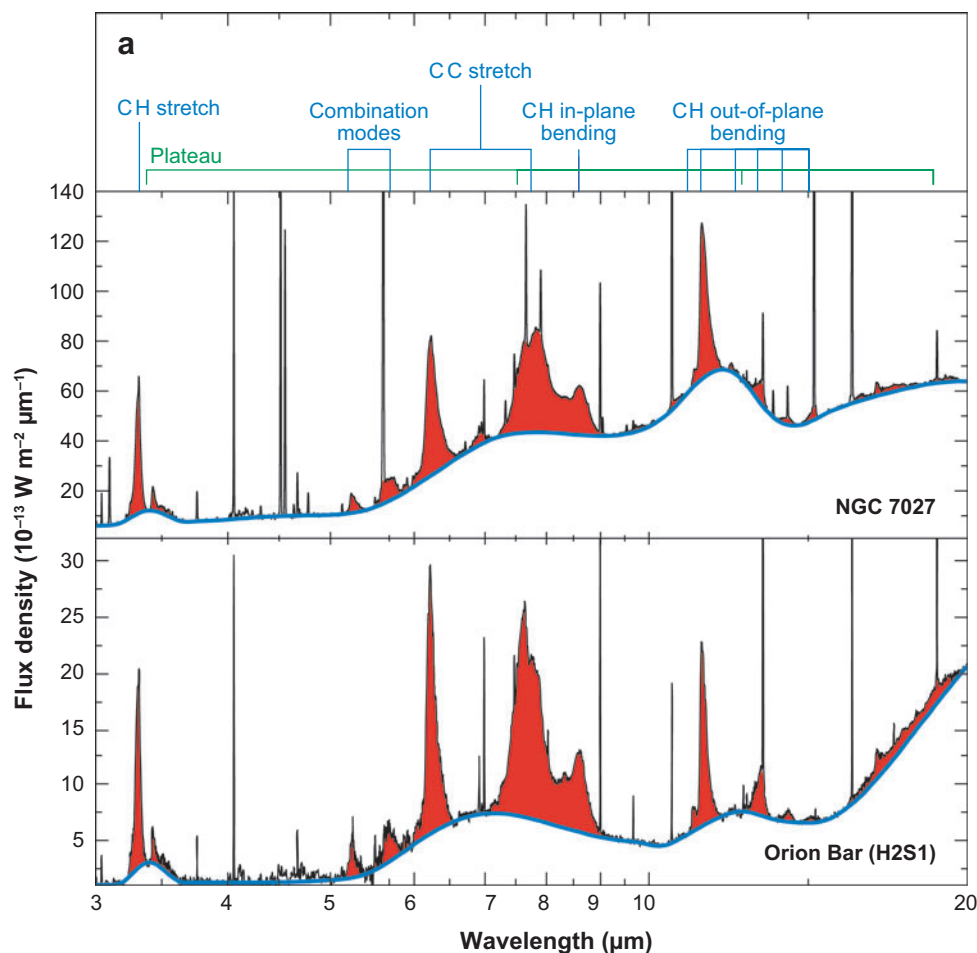 a
CC stretch
CH stretch
Combination
modes
CH in-plane
bending
CH out-of-plane
bending
Plateau
140
120
100
80
60
40
20
NGC 7027
30
25
20
15
10
5
Orion Bar (H2S1)
Flux density (10⁻¹³ W m⁻² μm⁻¹)
3 4 5 6 7 8 9 10 20
Wavelength (μm)